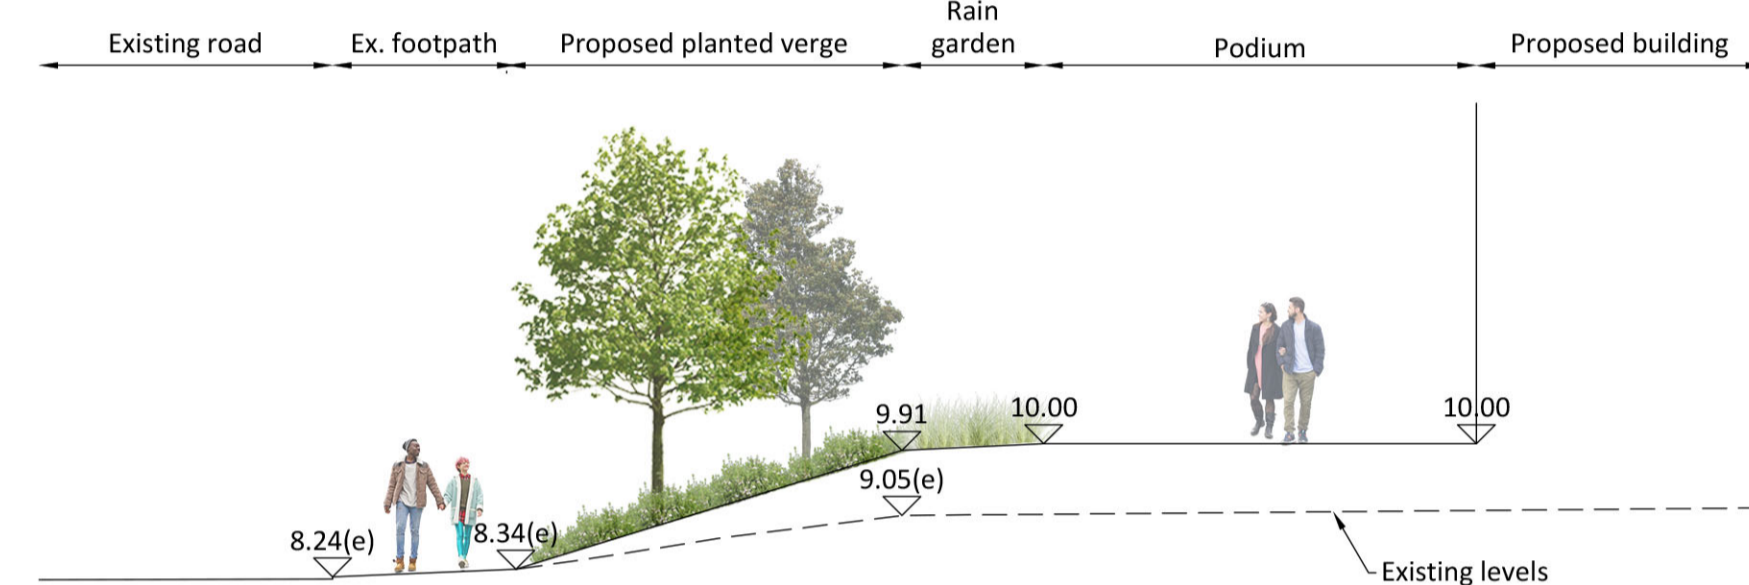 Existing road
Ex. footpath
Proposed planted verge
Rain
garden
Podium
Proposed building
9.91
10.00
10.00
9.05(e)
8.24(e)
8.34(e)
Existing levels